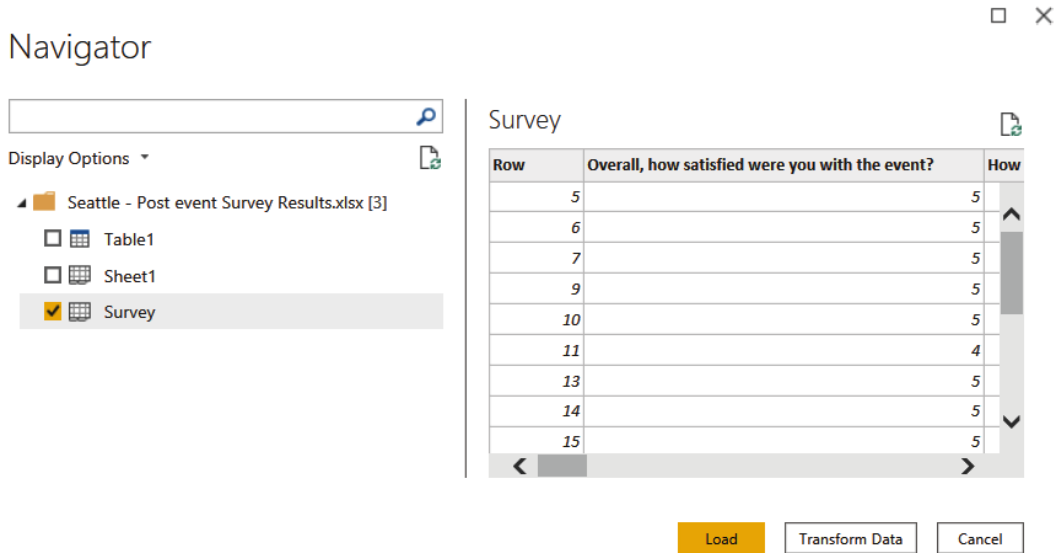 Navigator
Display Options
Seattle - Post event Survey Results.xlsx [3]
Table1
Sheet1
Survey
Survey
Row Overall, how satisfied were you with the event? How
5 5
6 5
7 5
9 5
10 5
11 4
13 5
14 5
15 5
Load Transform Data Cancel